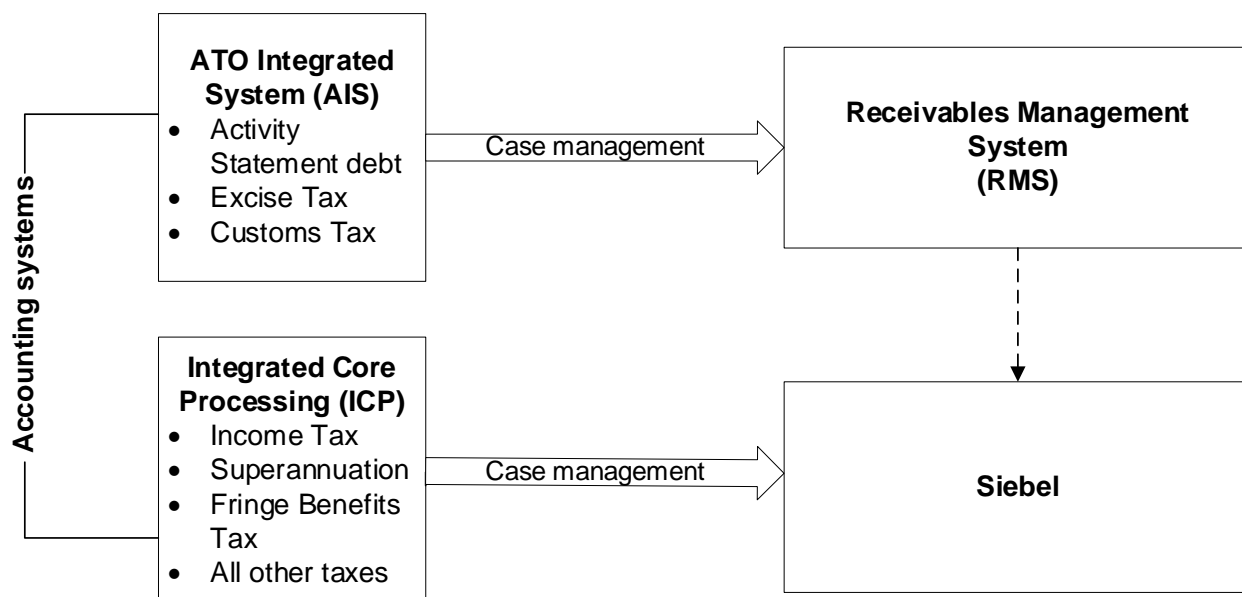 Accounting systems
ATO Integrated
System (AIS)
• Activity
Statement debt
• Excise Tax
• Customs Tax
Case management
Receivables Management
System
(RMS)
Integrated Core
Processing (ICP)
• Income Tax
• Superannuation
• Fringe Benefits
Tax
• All other taxes
Case management
Siebel